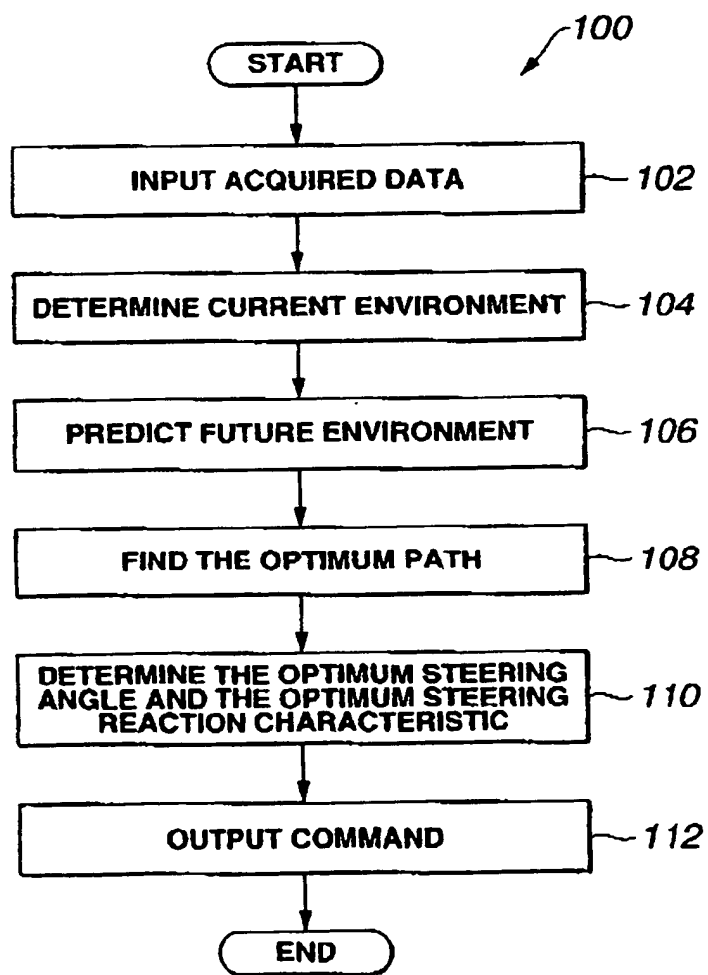 100
START
INPUT ACQUIRED DATA
102
DETERMINE CURRENT ENVIRONMENT
104
PREDICT FUTURE ENVIRONMENT
106
FIND THE OPTIMUM PATH
108
DETERMINE THE OPTIMUM STEERING
ANGLE AND THE OPTIMUM STEERING
REACTION CHARACTERISTIC
110
OUTPUT COMMAND
112
END